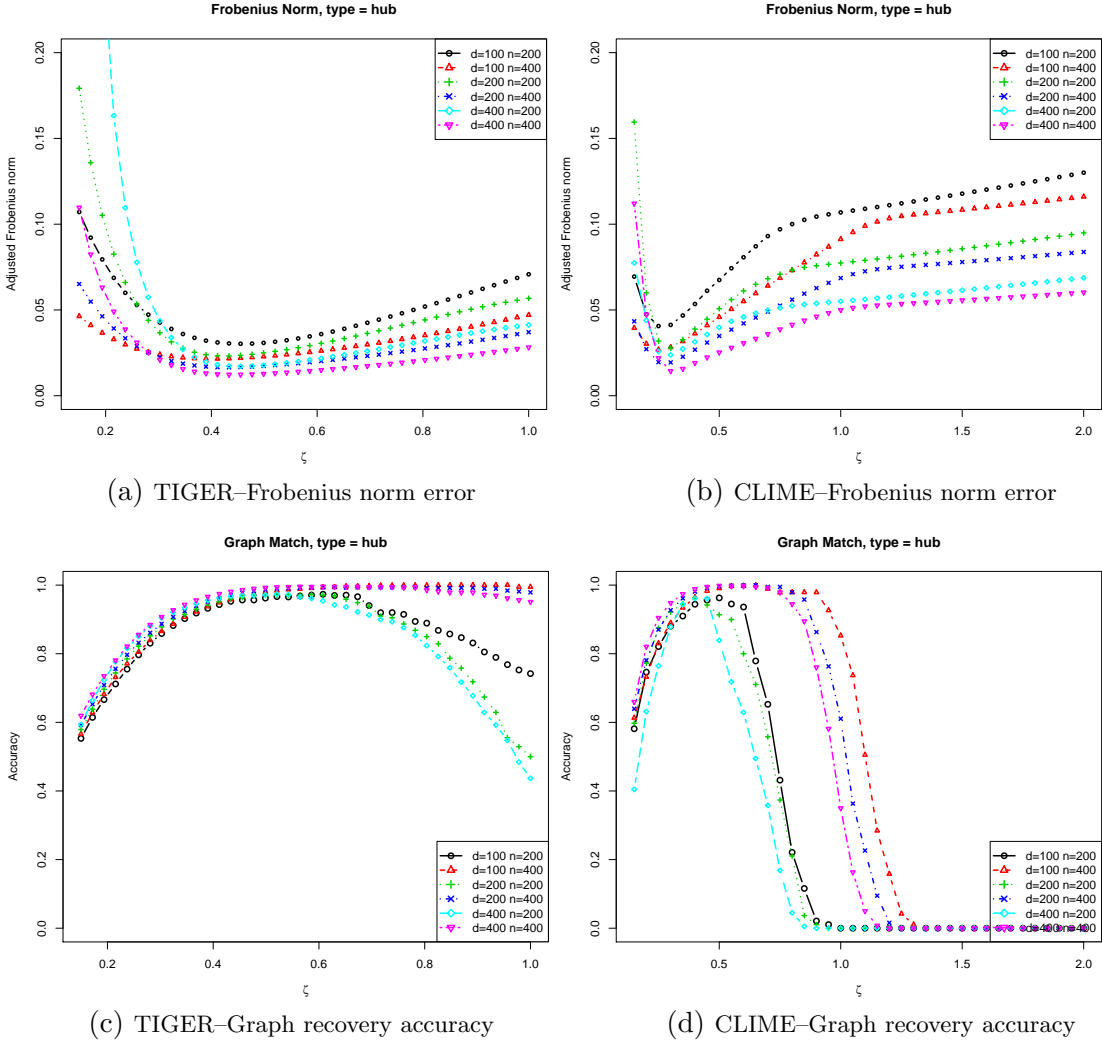 Frobenius Norm, type = hub
Adjusted Frobenius norm
0.20
0.15
0.10
0.05
0.00
d=100 n=200
d=100 n=400
d=200 n=200
d=200 n=400
d=400 n=200
d=400 n=400
0.2 0.4 0.6 0.8 1.0
ζ
(a) TIGER–Frobenius norm error
Frobenius Norm, type = hub
Adjusted Frobenius norm
0.20
0.15
0.10
0.05
0.00
d=100 n=200
d=100 n=400
d=200 n=200
d=200 n=400
d=400 n=200
d=400 n=400
0.5 1.0 1.5 2.0
ζ
(b) CLIME–Frobenius norm error
Graph Match, type = hub
Accuracy
1.0
0.8
0.6
0.4
0.2
0.0
d=100 n=200
d=100 n=400
d=200 n=200
d=200 n=400
d=400 n=200
d=400 n=400
0.2 0.4 0.6 0.8 1.0
ζ
(c) TIGER–Graph recovery accuracy
Graph Match, type = hub
Accuracy
1.0
0.8
0.6
0.4
0.2
0.0
d=100 n=200
d=100 n=400
d=200 n=200
d=200 n=400
d=400 n=200
d=400 n=400
0.5 1.0 1.5 2.0
ζ
(d) CLIME–Graph recovery accuracy